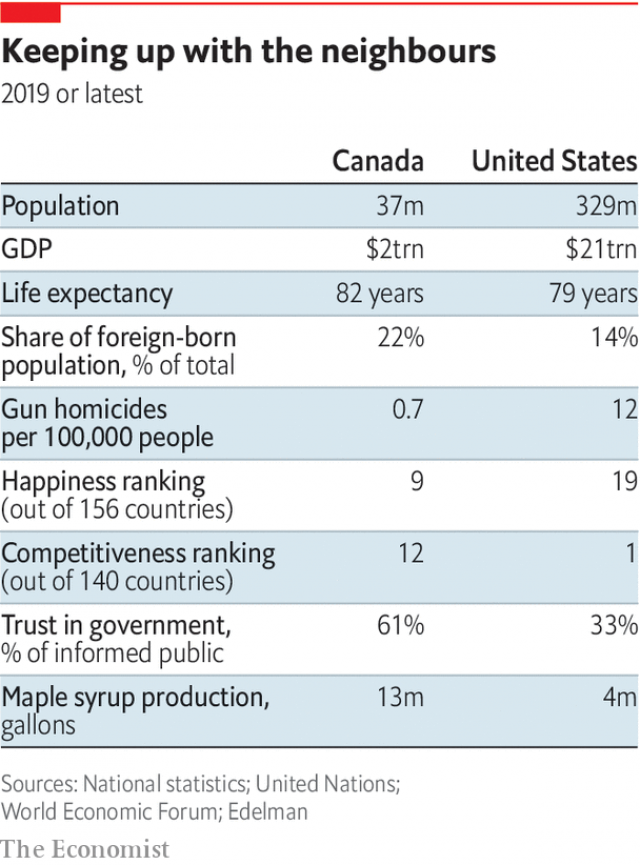 Keeping up with the neighbours
2019 or latest
Canada United States
Population 37m 329m
GDP $2trn $21trn
Life expectancy 82 years 79 years
Share of foreign-born 22% 14%
population, % of total
Gun homicides 0.7 12
per 100,000 people
Happiness ranking 9 19
(out of 156 countries)
Competitiveness ranking 12 1
(out of 140 countries)
Trust in government, 61% 33%
% of informed public
Maple syrup production, 13m 4m
gallons
Sources: National statistics; United Nations;
World Economic Forum; Edelman
The Economist